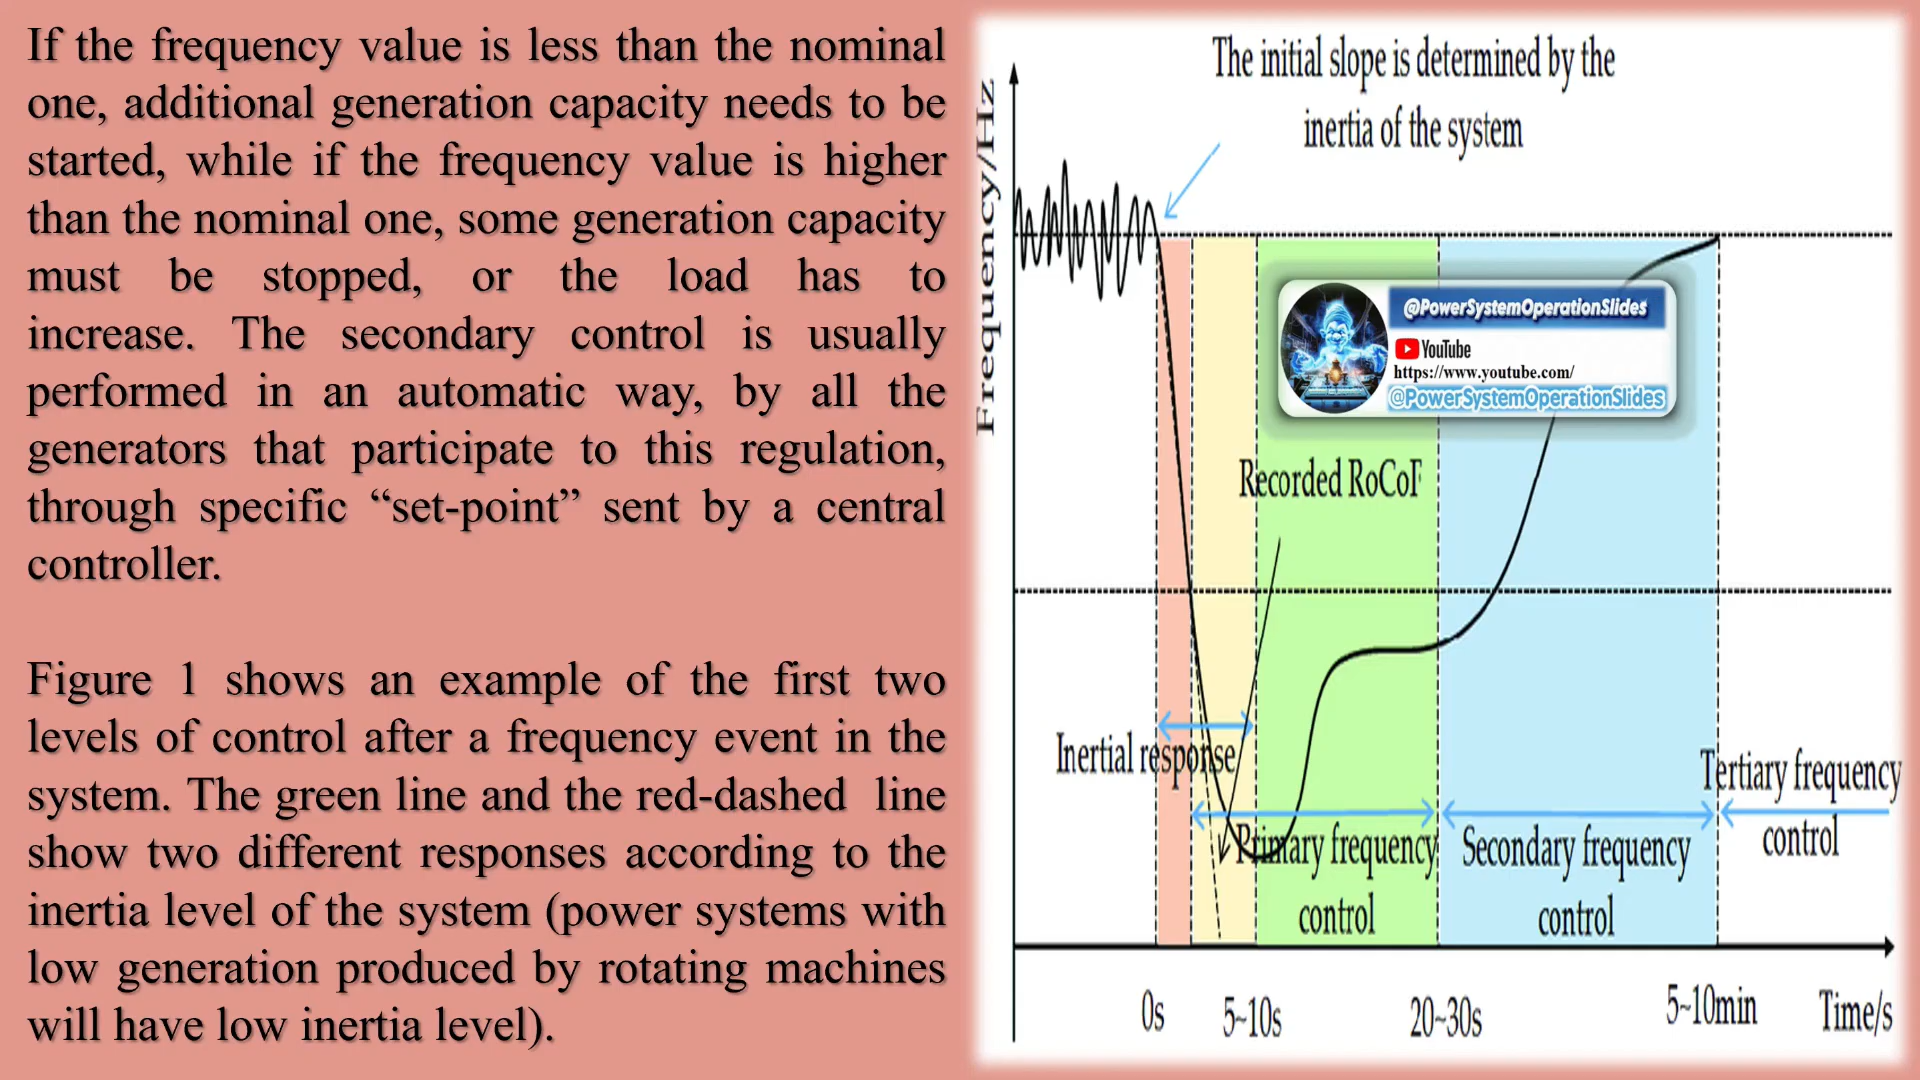 If the frequency value is less than the nominal
one, additional generation capacity needs to be
started, while if the frequency value is higher
than the nominal one, some generation capacity
must be stopped, or the load has to
increase. The secondary control is usually
performed in an automatic way, by all the
generators that participate to this regulation,
through specific “set-point” sent by a central
controller.
Figure 1 shows an example of the first two
levels of control after a frequency event in the
system. The green line and the red-dashed line
show two different responses according to the
inertia level of the system (power systems with
low generation produced by rotating machines
will have low inertia level).
The initial slope is determined by the
inertia of the system
Frequency/Hz
@PowerSystemOperationSlides
YouTube
https://www.youtube.com/
@PowerSystemOperationSlides
Recorded RoCoF
Inertial response
Primary frequency
control
Secondary frequency
control
Tertiary frequency
control
0s
5~10s
20~30s
5~10min
Time/s